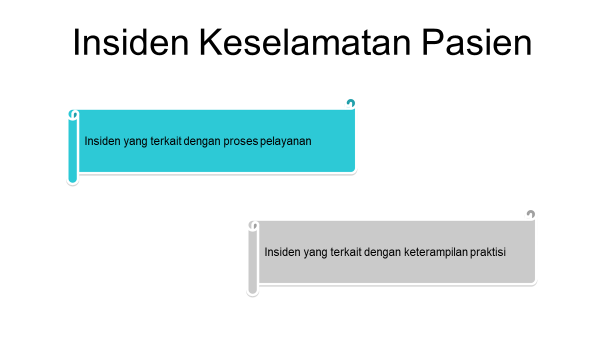 Insiden Keselamatan Pasien
Insiden yang terkait dengan proses pelayanan
Insiden yang terkait dengan keterampilan praktisi